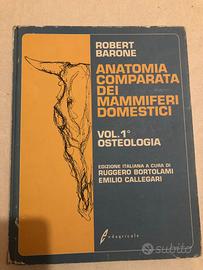 ROBERT
BARONE
ANATOMIA
COMPARATA
DEI
MAMMIFERI
DOMESTICI
VOL. 1°
OSTEOLOGIA
EDIZIONE ITALIANA A CURA DI
RUGGERO BORTOLAMI
EMILIO CALLEGARI
edagricole
subito